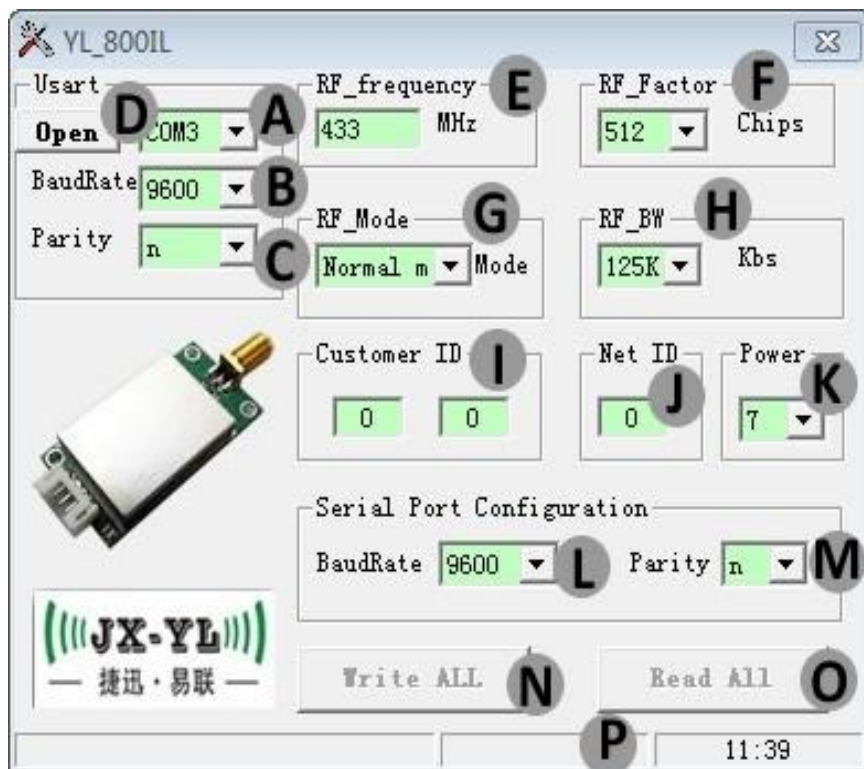 YL_800IL
Usart
D
Open
COM3
A
BaudRate
9600
B
Parity
n
C
RF_frequency
E
433
MHz
RF_Factor
F
512
Chips
RF_Mode
G
Normal m
Mode
RF_BW
H
125K
Kbs
Customer ID
I
0
0
Net ID
J
0
Power
K
7
Serial Port Configuration
BaudRate
9600
L
Parity
n
M
(((JX-YL)))
— 捷迅·易联 —
Write ALL
N
Read All
O
P
11:39